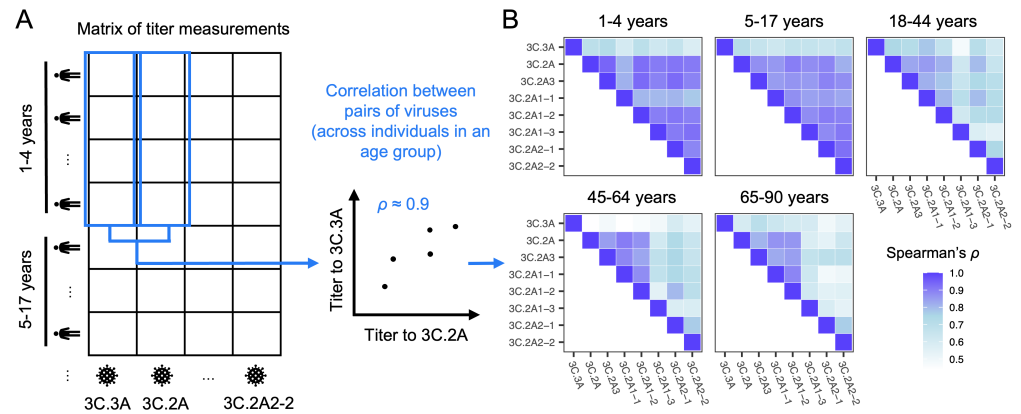 A
Matrix of titer measurements
1-4 years
⋮
5-17 years
⋮
⋮
...
3C.3A 3C.2A 3C.2A2-2
Correlation between
pairs of viruses
(across individuals in an
age group)
ρ ≈ 0.9
Titer to 3C.3A
Titer to 3C.2A
B
1-4 years
5-17 years
18-44 years
3C.3A
3C.2A
3C.2A3
3C.2A1−1
3C.2A1−2
3C.2A1−3
3C.2A2−1
3C.2A2−2
3C.3A
3C.2A
3C.2A3
3C.2A1−1
3C.2A1−2
3C.2A1−3
3C.2A2−1
3C.2A2−2
45-64 years
65-90 years
3C.3A
3C.2A
3C.2A3
3C.2A1−1
3C.2A1−2
3C.2A1−3
3C.2A2−1
3C.2A2−2
3C.3A
3C.2A
3C.2A3
3C.2A1−1
3C.2A1−2
3C.2A1−3
3C.2A2−1
3C.2A2−2
3C.3A
3C.2A
3C.2A3
3C.2A1−1
3C.2A1−2
3C.2A1−3
3C.2A2−1
3C.2A2−2
Spearman's ρ
1.0
0.9
0.8
0.7
0.6
0.5